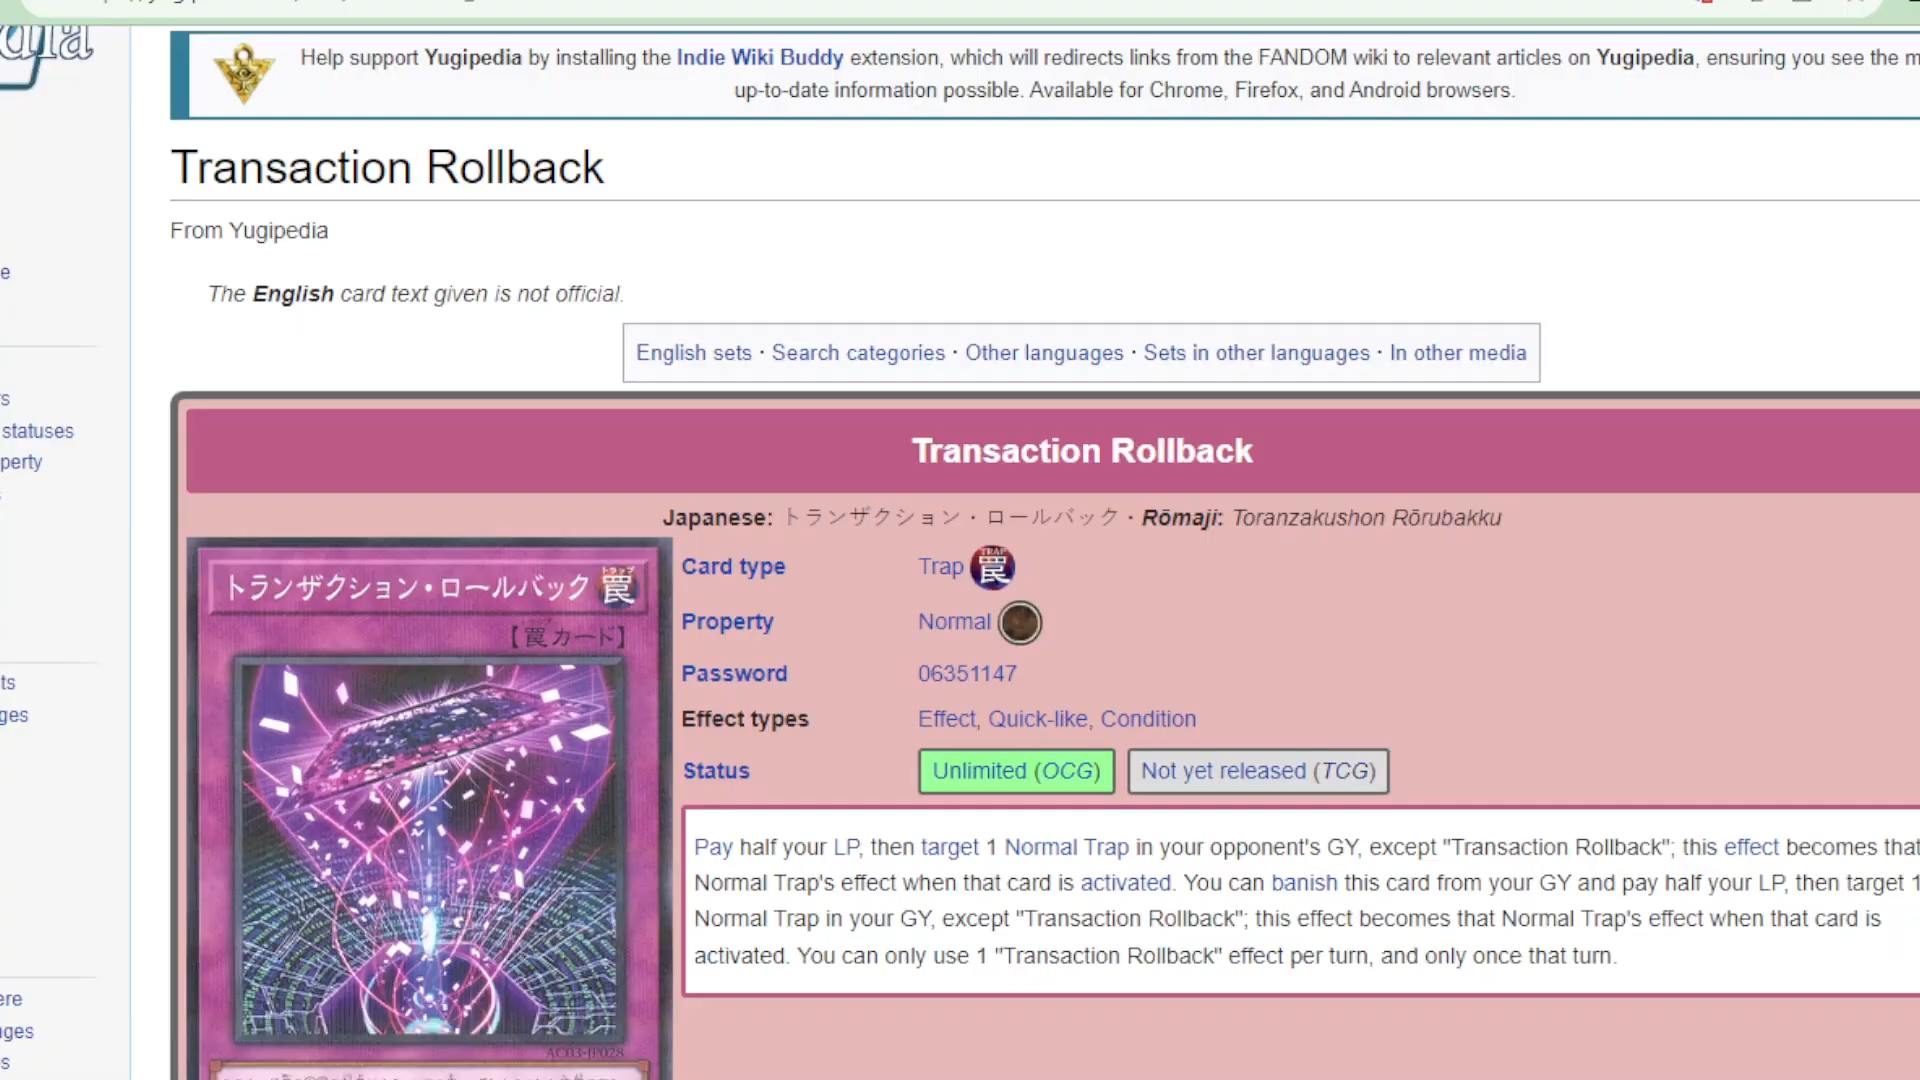 Help support Yugipedia by installing the Indie Wiki Buddy extension, which will redirects links from the FANDOM wiki to relevant articles on Yugipedia, ensuring you see the
up-to-date information possible. Available for Chrome, Firefox, and Android browsers.
Transaction Rollback
From Yugipedia
The English card text given is not official.
English sets · Search categories · Other languages · Sets in other languages · In other media
statuses
Transaction Rollback
Japanese: トランザクション・ロールバック · Rōmaji: Toranzakushon Rōrubakku
トランザクション・ロールバック 罠
【罠カード】
AC03-JP028
Card type Trap
Property Normal
Password 06351147
Effect types Effect, Quick-like, Condition
Status Unlimited (OCG) Not yet released (TCG)
Pay half your LP, then target 1 Normal Trap in your opponent's GY, except "Transaction Rollback"; this effect becomes that
Normal Trap's effect when that card is activated. You can banish this card from your GY and pay half your LP, then target 1
Normal Trap in your GY, except "Transaction Rollback"; this effect becomes that Normal Trap's effect when that card is
activated. You can only use 1 "Transaction Rollback" effect per turn, and only once that turn.